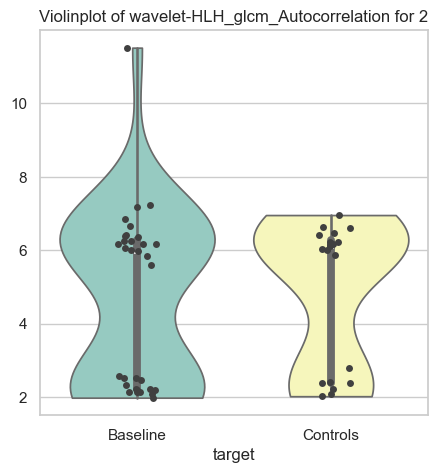 Violinplot of wavelet-HLH_glcm_Autocorrelation for 2
10
8
6
4
2
Baseline
Controls
target